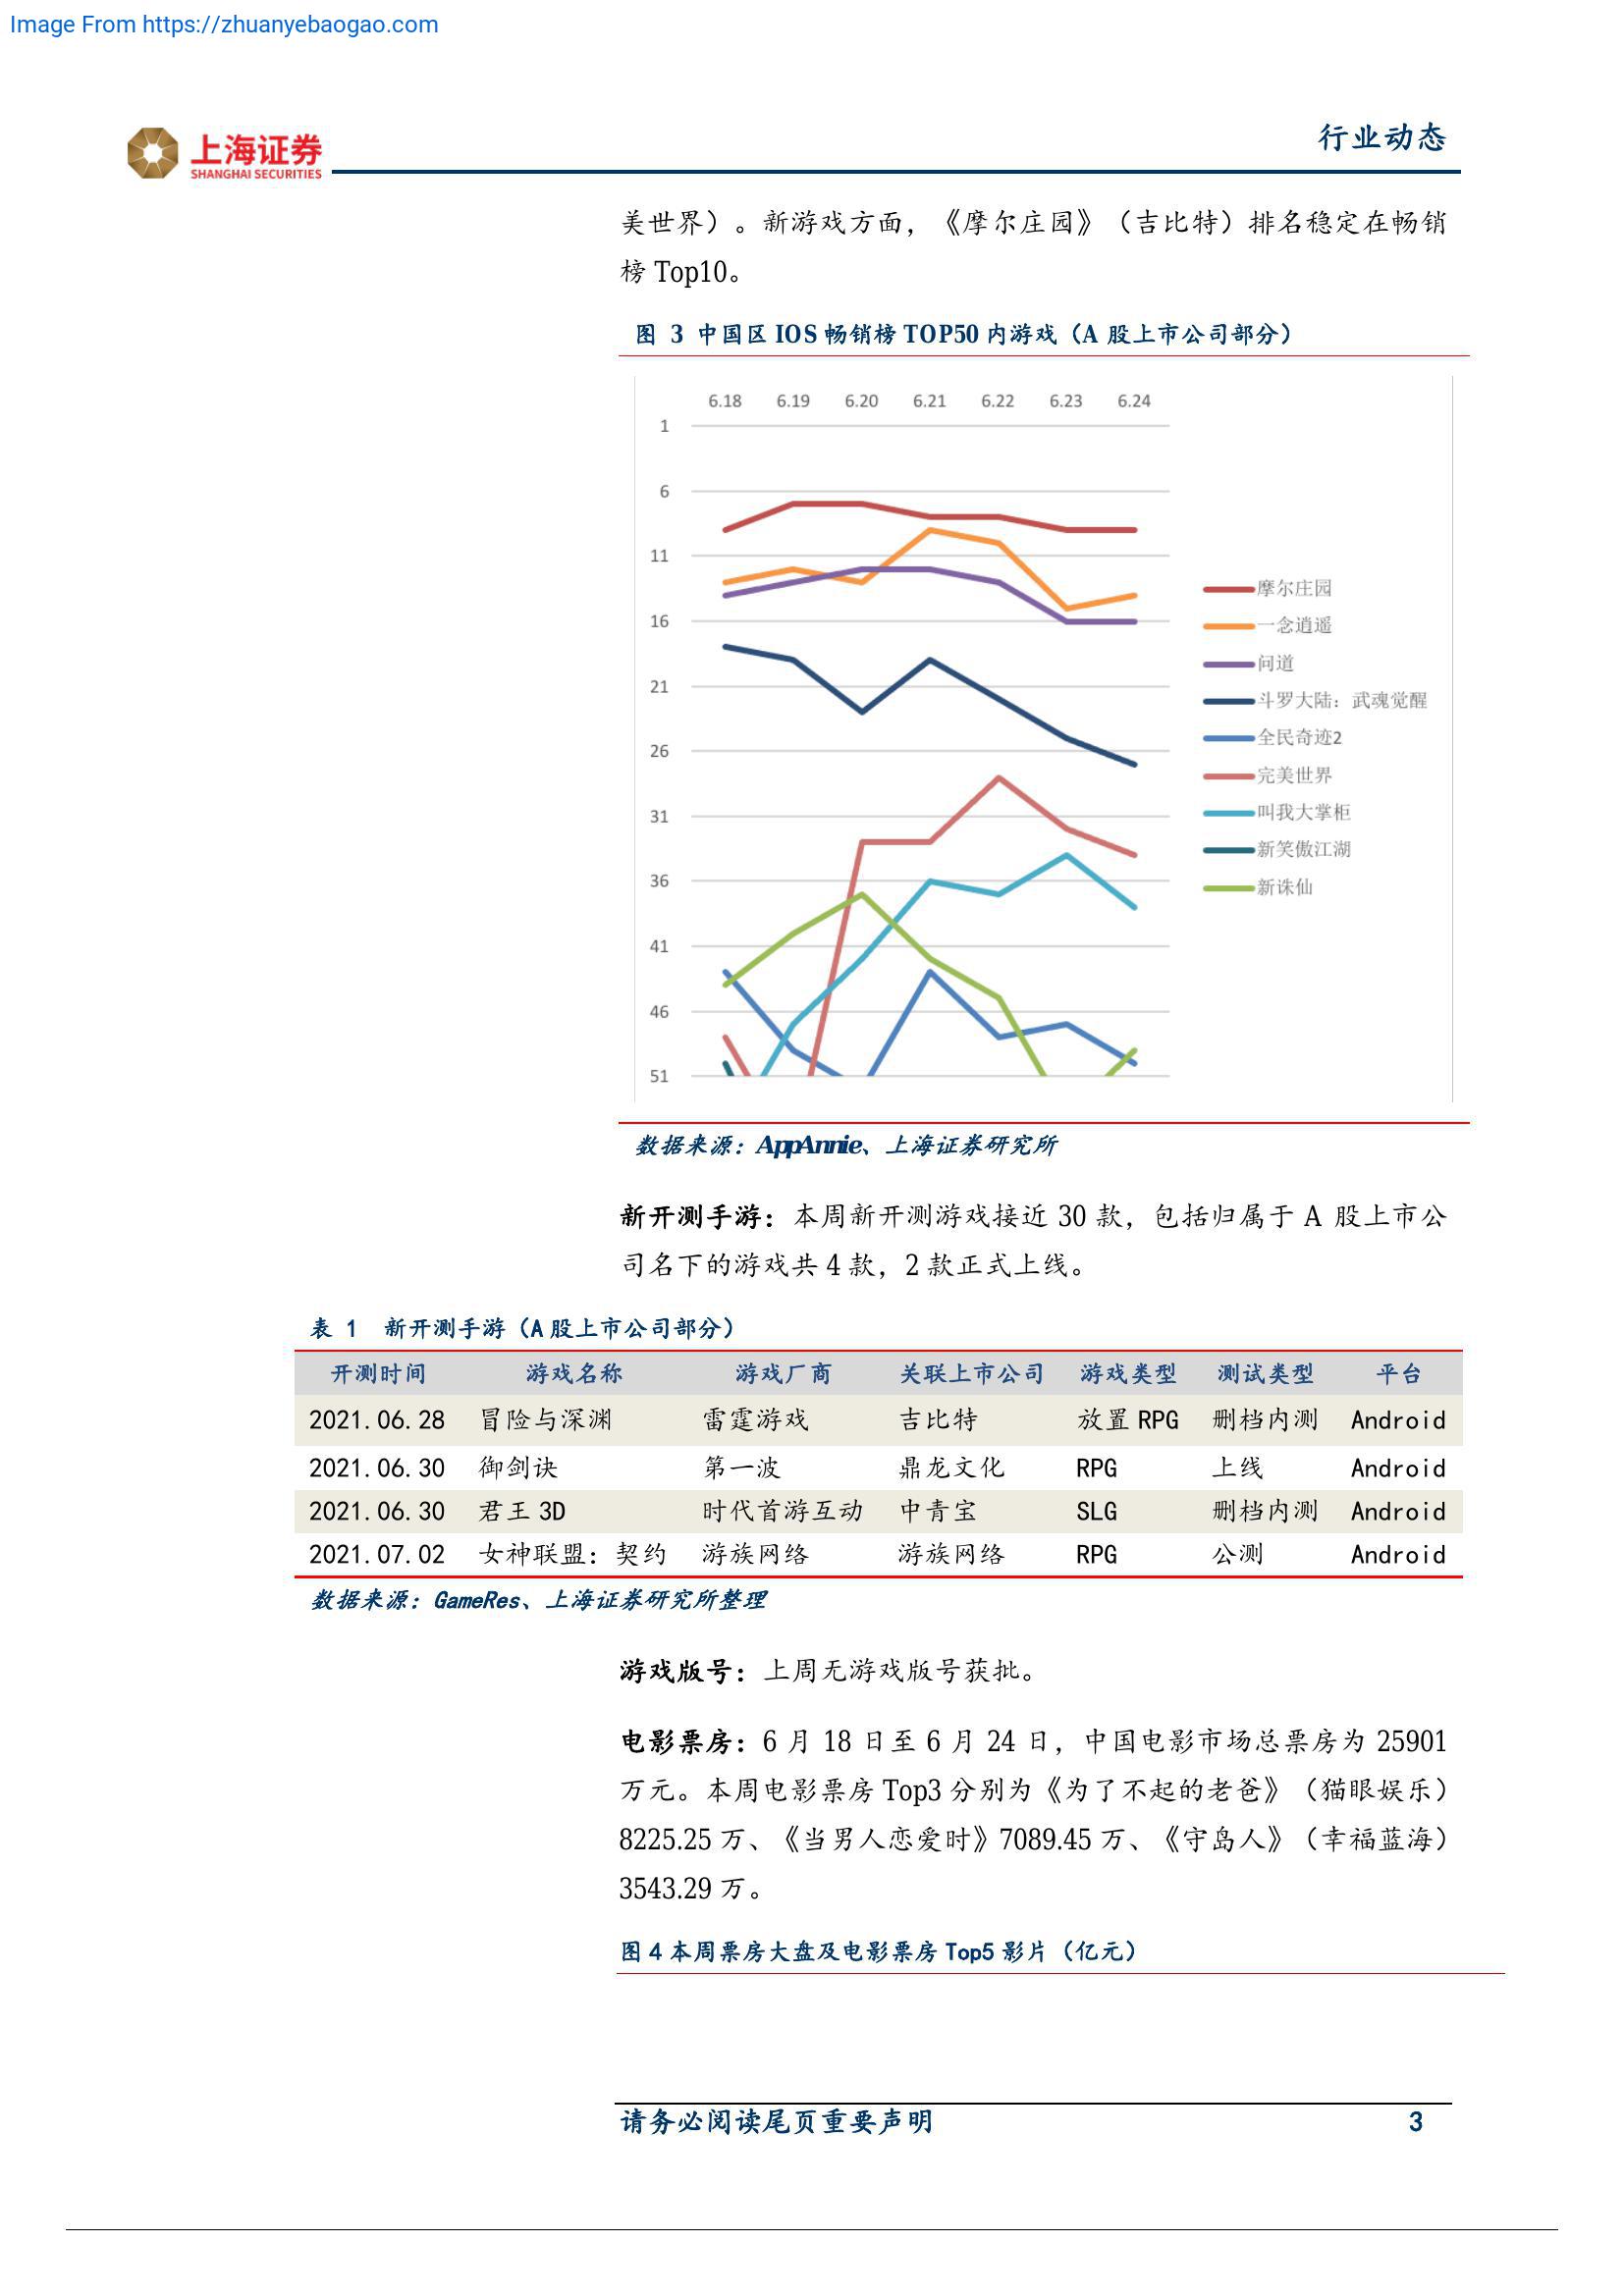 Image From https://zhuanyebaogao.com
上海证券
SHANGHAI SECURITIES
行业动态
美世界）。新游戏方面，《摩尔庄园》（吉比特）排名稳定在畅销
榜 Top10。
图 3 中国区 IOS 畅销榜 TOP50 内游戏（A 股上市公司部分）
6.18 6.19 6.20 6.21 6.22 6.23 6.24
1
6
11
16
21
26
31
36
41
46
51
摩尔庄园
一念逍遥
问道
斗罗大陆：武魂觉醒
全民奇迹2
完美世界
叫我大掌柜
新笑傲江湖
新诛仙
数据来源：AppAnnie、上海证券研究所
新开测手游：本周新开测游戏接近 30 款，包括归属于 A 股上市公
司名下的游戏共 4 款，2 款正式上线。
表 1 新开测手游（A 股上市公司部分）
开测时间 游戏名称 游戏厂商 关联上市公司 游戏类型 测试类型 平台
2021.06.28 冒险与深渊 雷霆游戏 吉比特 放置 RPG 删档内测 Android
2021.06.30 御剑诀 第一波 鼎龙文化 RPG 上线 Android
2021.06.30 君王 3D 时代首游互动 中青宝 SLG 删档内测 Android
2021.07.02 女神联盟：契约 游族网络 游族网络 RPG 公测 Android
数据来源：GameRes、上海证券研究所整理
游戏版号：上周无游戏版号获批。
电影票房：6 月 18 日至 6 月 24 日，中国电影市场总票房为 25901
万元。本周电影票房 Top3 分别为《为了不起的老爸》（猫眼娱乐）
8225.25 万、《当男人恋爱时》7089.45 万、《守岛人》（幸福蓝海）
3543.29 万。
图 4 本周票房大盘及电影票房 Top5 影片（亿元）
请务必阅读尾页重要声明 3